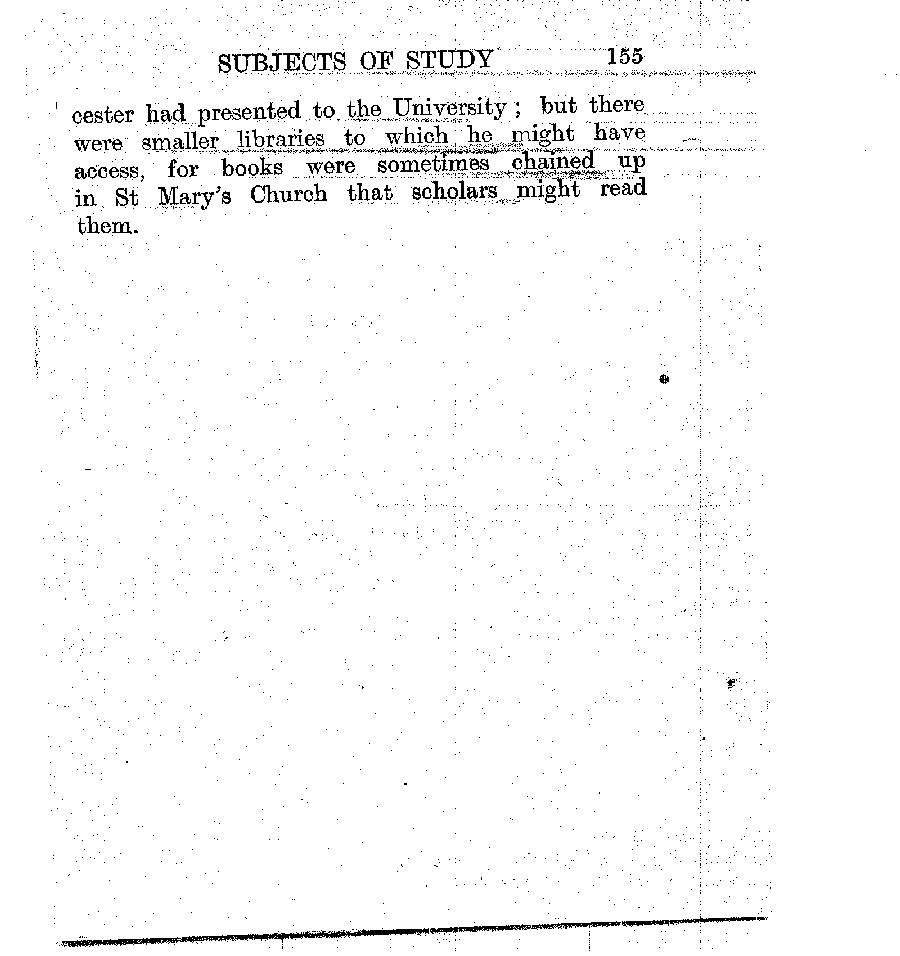 SUBJECTS OF STUDY 155
cester had presented to the University ; but there
were smaller libraries to which he might have
access, for books were sometimes chained up
in St Mary's Church that scholars might read
them.